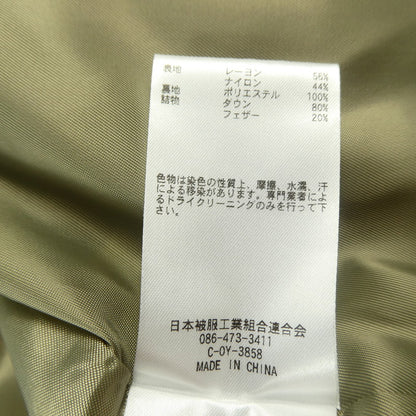 表地 レーヨン 56%
ナイロン 44%
裏地 ポリエステル 100%
詰物 ダウン 80%
フェザー 20%
色物は染色の性質上、摩擦、水濡、汗
による移染があります。専門業者によ
るドライクリーニングのみを行って下
さい。
日本被服工業組合連合会
086-473-3411
C-OY-3858
MADE IN CHINA